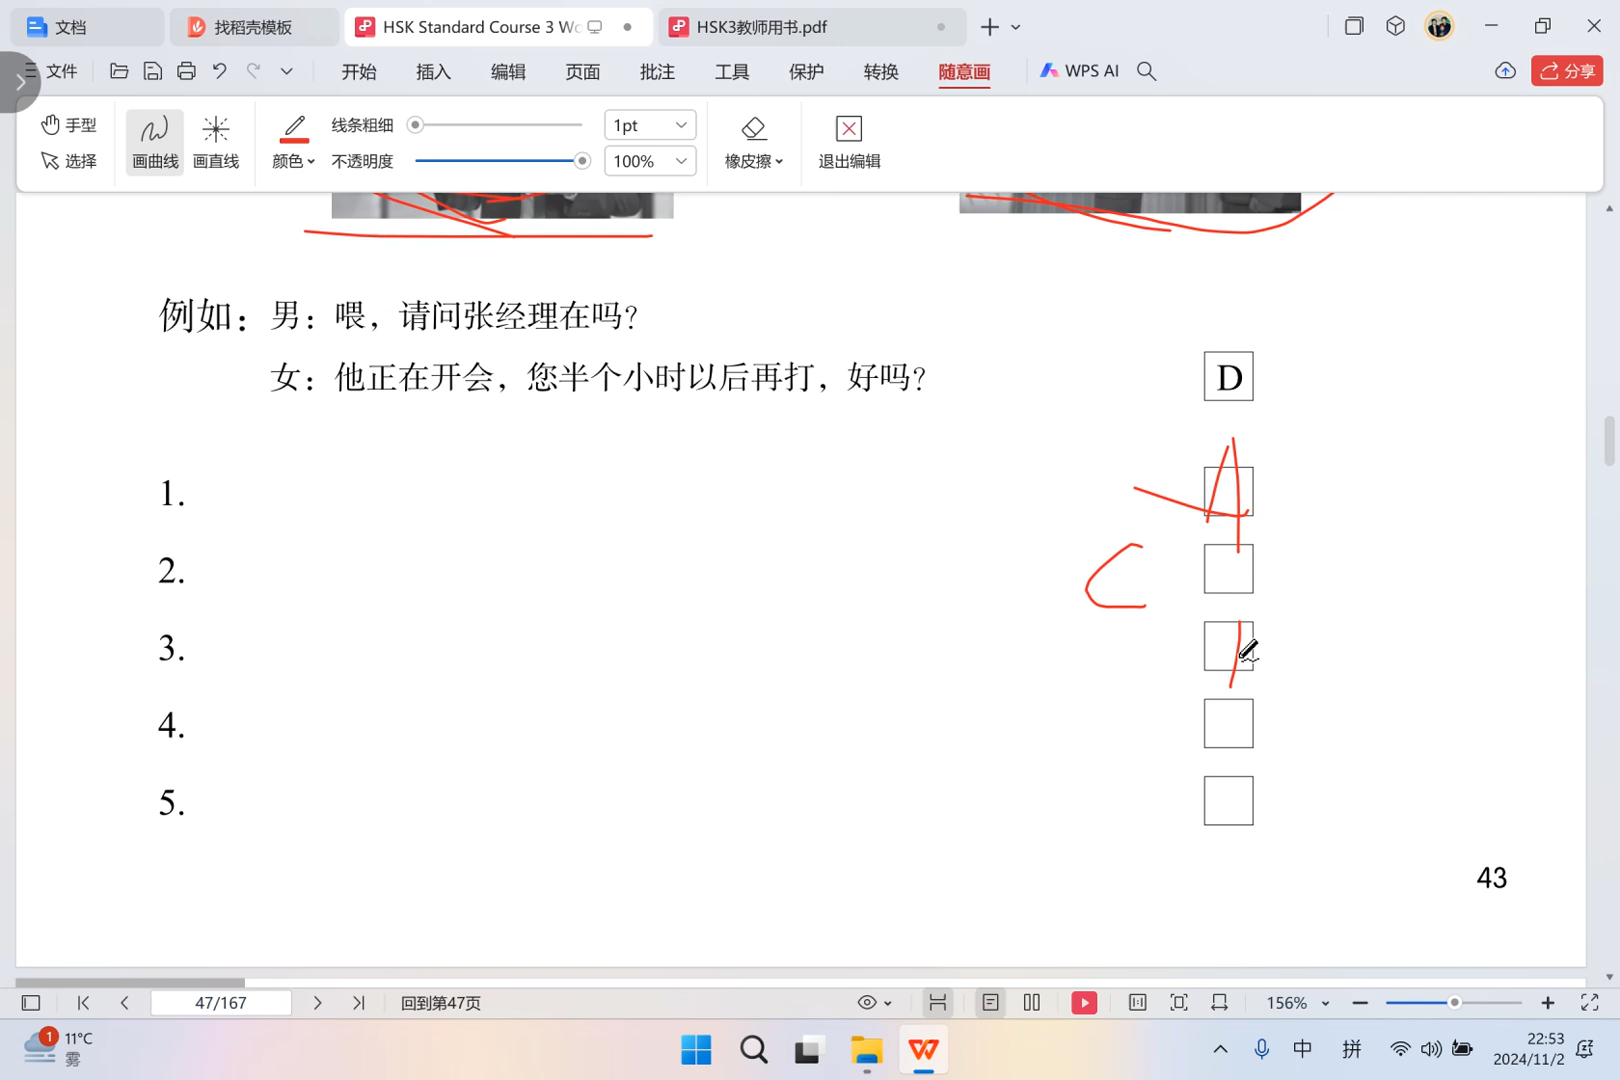 文档
找稻壳模板
HSK Standard Course 3 Wo
HSK3教师用书.pdf
文件
开始
插入
编辑
页面
批注
工具
保护
转换
随意画
WPS AI
分享
手型
选择
画曲线
画直线
颜色
线条粗细
1pt
不透明度
100%
橡皮擦
退出编辑
例如：男：喂，请问张经理在吗？
女：他正在开会，您半个小时以后再打，好吗？
D
1.
A
2.
C
3.
4.
5.
43
47/167
回到第47页
156%
1
11°C
雾
中
拼
22:53
2024/11/2